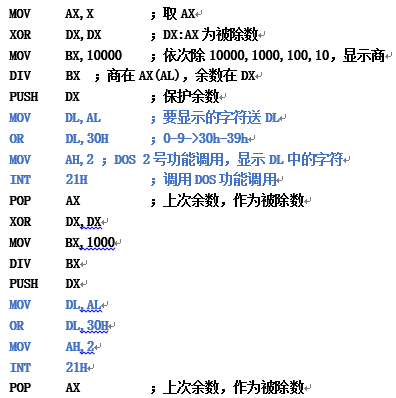 MOV AX,X ；取 AX
XOR DX,DX ；DX:AX 为被除数
MOV BX,10000 ；依次除 10000,1000,100,10，显示商
DIV BX ；商在 AX(AL)，余数在 DX
PUSH DX ；保护余数
MOV DL,AL ；要显示的字符送 DL
OR DL,30H ；0-9->30h-39h
MOV AH,2 ；DOS 2 号功能调用，显示 DL 中的字符
INT 21H ；调用 DOS 功能调用
POP AX ；上次余数，作为被除数
XOR DX,DX
MOV BX,1000
DIV BX
PUSH DX
MOV DL,AL
OR DL,30H
MOV AH,2
INT 21H
POP AX ；上次余数，作为被除数